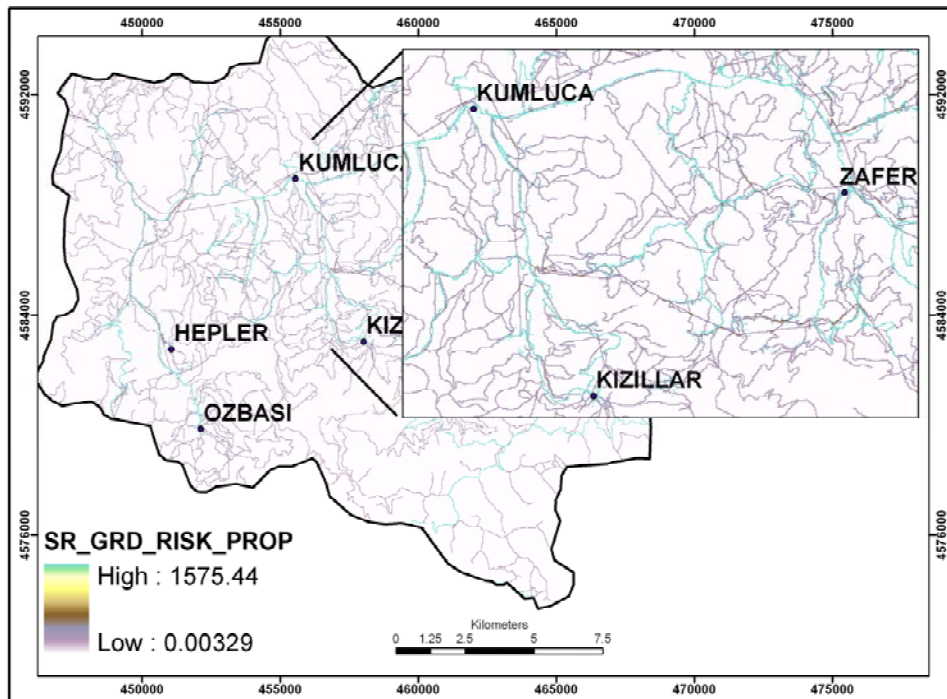 450000 455000 460000 465000 470000 475000
4592000 4592000
KUMLUCA
KUMLUCA
ZAFER
4584000 4584000
HEPLER
KIZ
KIZILLAR
OZBASI
4576000 4576000
SR_GRD_RISK_PROP
High : 1575.44
Low : 0.00329
Kilometers
0 1.25 2.5 5 7.5
450000 455000 460000 465000 470000 475000